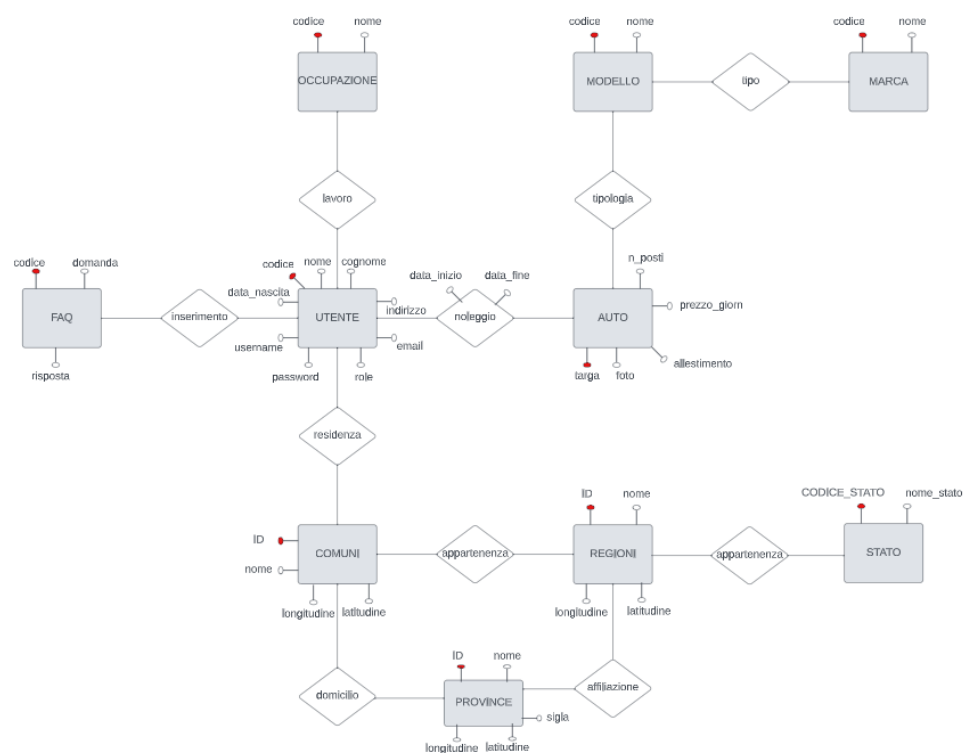 codice nome codice nome codice nome
OCCUPAZIONE MODELLO tipo MARCA
lavoro tipologia
codice domanda codice nome cognome data_inizio data_fine n_posti
data_nascita indirizzo prezzo_giorn
FAQ inserimento UTENTE noleggio AUTO
username email
risposta password role targa foto allestimento
residenza
ID nome CODICE_STATO nome_stato
ID COMUNI appartenenza REGIONI appartenenza STATO
nome
longitudine latitudine longitudine latitudine
ID nome
domicilio PROVINCE affiliazione
sigla
longitudine latitudine